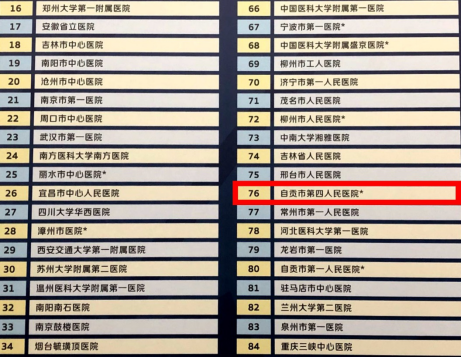 16 郑州大学第一附属医院
17 安徽省立医院
18 吉林市中心医院
19 南阳市中心医院
20 沧州市中心医院
21 南京市第一医院
22 周口市中心医院
23 武汉市第一医院
24 南方医科大学南方医院
25 丽水市中心医院*
26 宜昌市中心人民医院
27 四川大学华西医院
28 漳州市医院*
29 西安交通大学第一附属医院
30 苏州大学附属第二医院
31 温州医科大学附属第一医院
32 南阳南石医院
33 南京鼓楼医院
34 烟台毓璜顶医院
66 中国医科大学附属第一医院
67 宁波市第一医院*
68 中国医科大学附属盛京医院*
69 柳州市工人医院
70 济宁市第一人民医院
71 茂名市人民医院
72 柳州市人民医院*
73 中南大学湘雅医院
74 吉林省人民医院
75 邢台市人民医院
76 自贡市第四人民医院*
77 常州市第一人民医院
78 河北医科大学第一医院
79 龙岩市第一医院
80 自贡市第一人民医院*
81 驻马店市中心医院
82 兰州大学第二医院
83 泉州市第一医院
84 重庆三峡中心医院